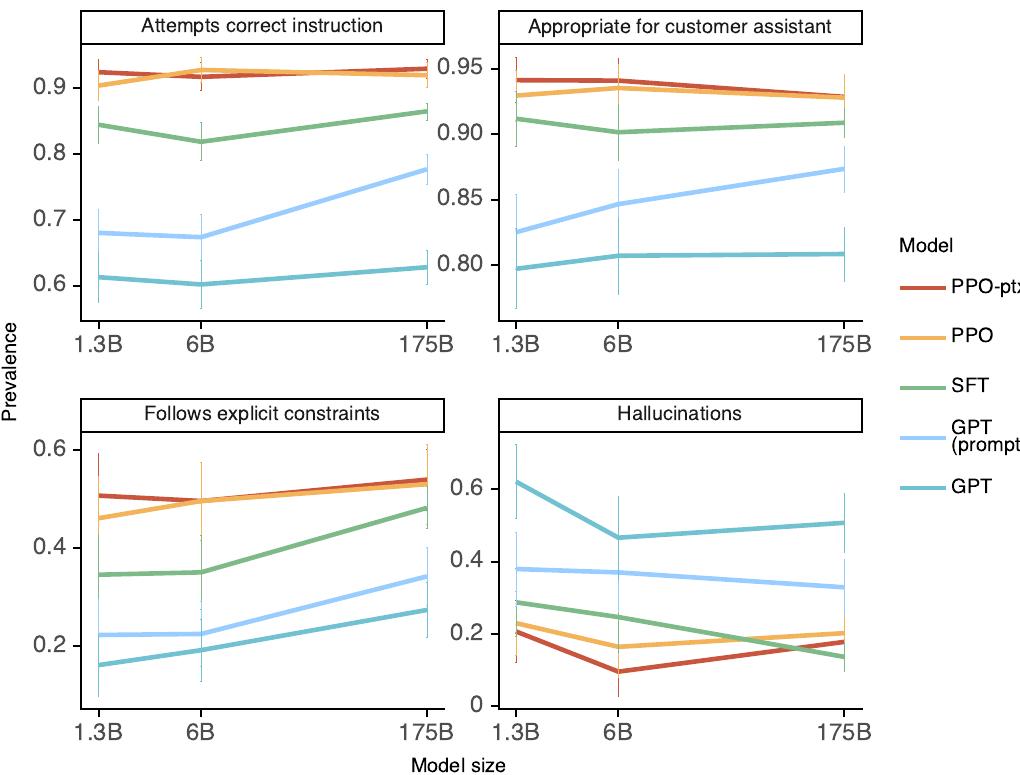 Attempts correct instruction
Appropriate for customer assistant
0.9
0.8
0.7
0.6
0.95
0.90
0.85
0.80
1.3B 6B 175B
1.3B 6B 175B
Prevalence
Follows explicit constraints
Hallucinations
0.6
0.4
0.2
0.6
0.4
0.2
0
1.3B 6B 175B
1.3B 6B 175B
Model size
Model
PPO-pt
PPO
SFT
GPT
(prompt
GPT